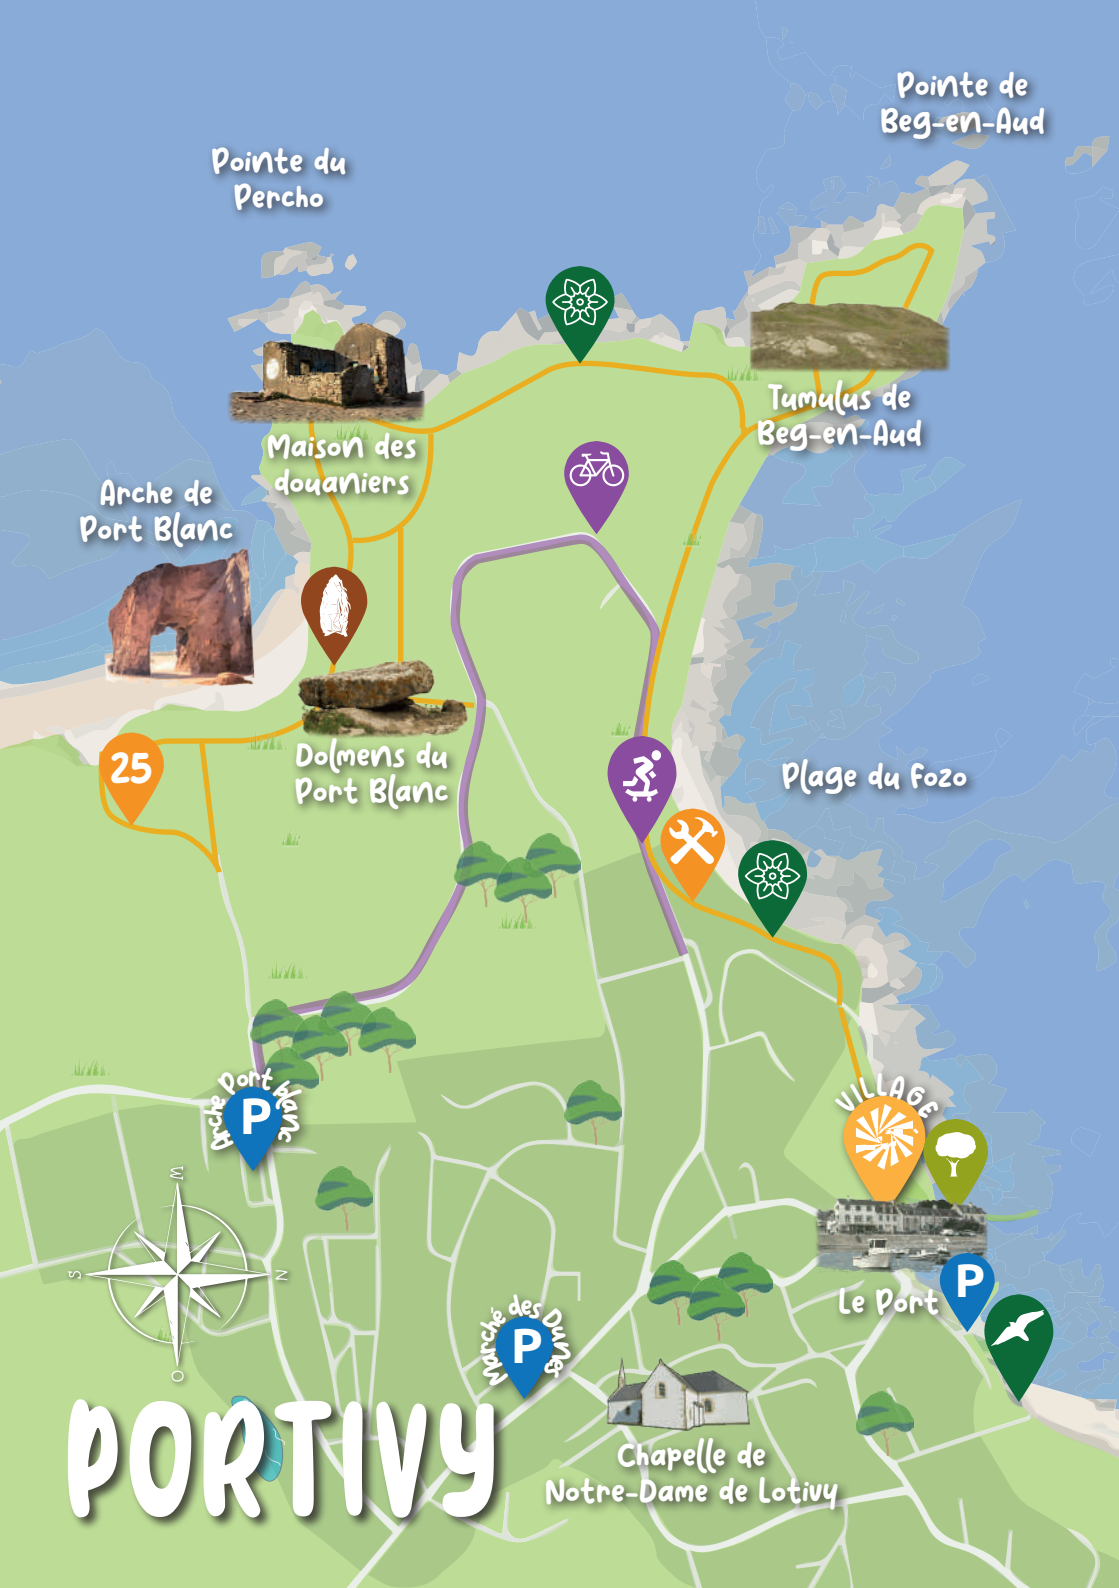 Pointe de
Beg-en-Aud
Pointe du
Percho
Tumulus de
Beg-en-Aud
Maison des
douaniers
Arche de
Port Blanc
Dolmens du
Port Blanc
25
Plage du Fozo
Arche Port blanc
P
VILLAGE
W
S
N
O
Le Port
P
Marché des Dunes
P
PORTIVY
Chapelle de
Notre-Dame de Lotivy